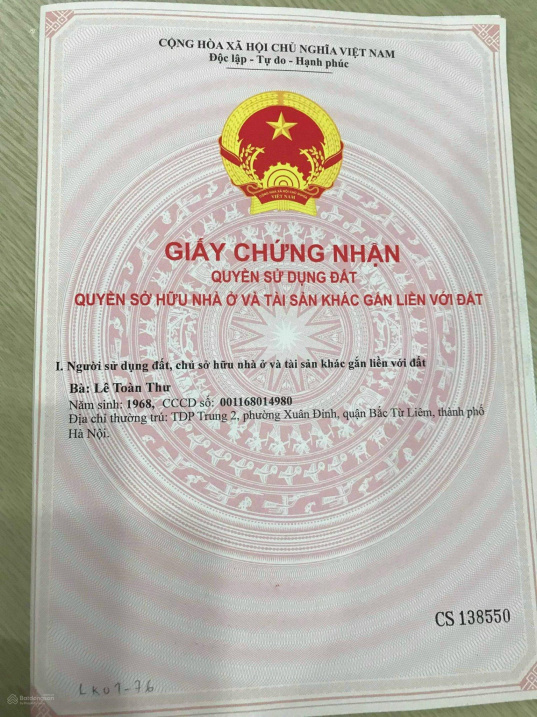 CỘNG HÒA XÃ HỘI CHỦ NGHĨA VIỆT NAM
Độc lập - Tự do - Hạnh phúc
VIỆT NAM
GIẤY CHỨNG NHẬN
QUYỀN SỬ DỤNG ĐẤT
QUYỀN SỞ HỮU NHÀ Ở VÀ TÀI SẢN KHÁC GẮN LIỀN VỚI ĐẤT
I. Người sử dụng đất, chủ sở hữu nhà ở và tài sản khác gắn liền với đất
Bà: Lê Toàn Thư
Năm sinh: 1968, CCCD số: 001168014980
Địa chỉ thường trú: TDP Trung 2, phường Xuân Đỉnh, quận Bắc Từ Liêm, thành phố
Hà Nội.
CS 138550
LK07-76
Batdongsan